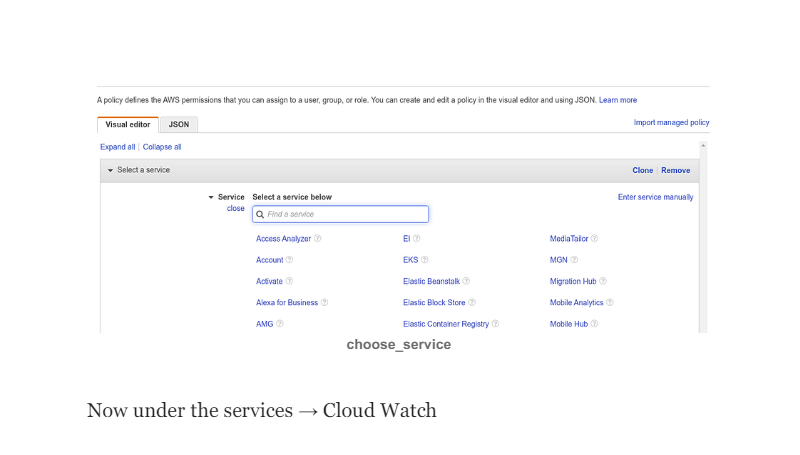 A policy defines the AWS permissions that you can assign to a user, group, or role. You can create and edit a policy in the visual editor and using JSON. Learn more
Visual editor JSON Import managed policy
Expand all | Collapse all
Select a service Clone | Remove
Service Select a service below Enter service manually
close Find a service
Access Analyzer ? EI ? MediaTailor ?
Account ? EKS ? MGN ?
Activate ? Elastic Beanstalk ? Migration Hub ?
Alexa for Business ? Elastic Block Store ? Mobile Analytics ?
AMG ? Elastic Container Registry ? Mobile Hub ?
choose_service
Now under the services → Cloud Watch